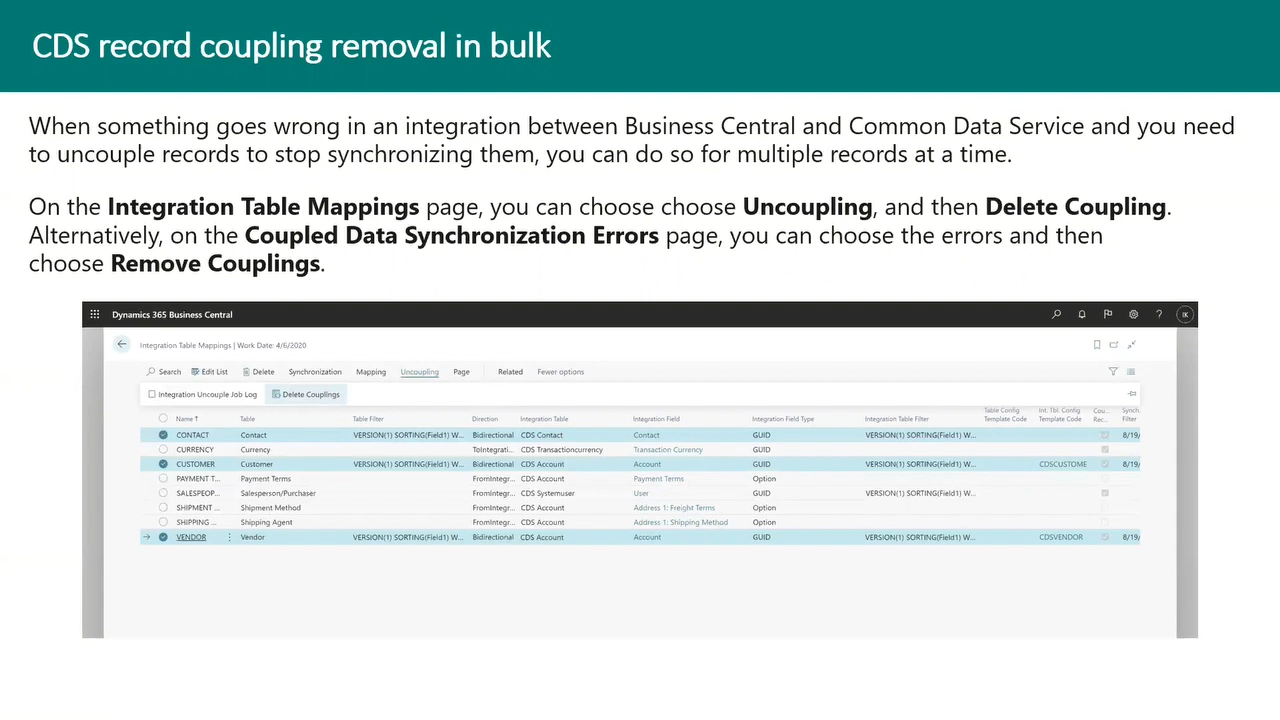 CDS record coupling removal in bulk
When something goes wrong in an integration between Business Central and Common Data Service and you need
to uncouple records to stop synchronizing them, you can do so for multiple records at a time.
On the Integration Table Mappings page, you can choose choose Uncoupling, and then Delete Coupling.
Alternatively, on the Coupled Data Synchronization Errors page, you can choose the errors and then
choose Remove Couplings.
Dynamics 365 Business Central
IK
Integration Table Mappings | Work Date: 4/6/2020
Search Edit List Delete Synchronization Mapping Uncoupling Page Related Fewer options
Integration Uncouple Job Log Delete Couplings
Table Config Int. Tbl. Config Cou... Synch.
Name ↑ Table Table Filter Direction Integration Table Integration Field Integration Field Type Integration Table Filter Template Code Template Code Rec... Filter
CONTACT Contact VERSION(1) SORTING(Field1) W... Bidirectional CDS Contact Contact GUID VERSION(1) SORTING(Field1) W... 8/19/
CURRENCY Currency ToIntegrati... CDS Transactioncurrency Transaction Currency GUID
CUSTOMER Customer VERSION(1) SORTING(Field1) W... Bidirectional CDS Account Account GUID VERSION(1) SORTING(Field1) W... CDSCUSTOME 8/19/
PAYMENT T... Payment Terms FromIntegr... CDS Account Payment Terms Option
SALESPEOP... Salesperson/Purchaser FromIntegr... CDS Systemuser User GUID VERSION(1) SORTING(Field1) W...
SHIPMENT ... Shipment Method FromIntegr... CDS Account Address 1: Freight Terms Option
SHIPPING ... Shipping Agent FromIntegr... CDS Account Address 1: Shipping Method Option
VENDOR Vendor VERSION(1) SORTING(Field1) W... Bidirectional CDS Account Account GUID VERSION(1) SORTING(Field1) W... CDSVENDOR 8/19/